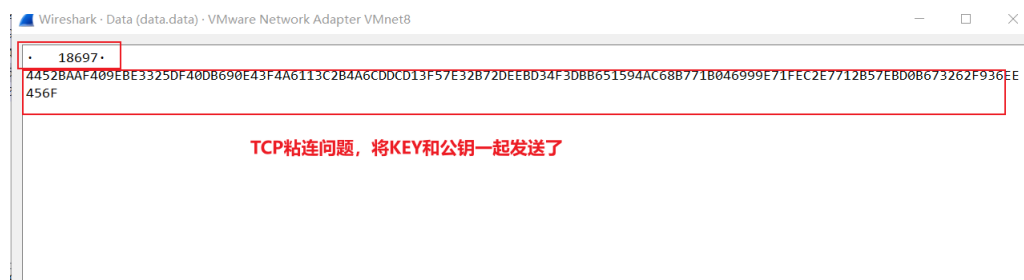 Wireshark · Data (data.data) · VMware Network Adapter VMnet8
· 18697·
4452BAAF409EBE3325DF40DB690E43F4A6113C2B4A6CDDCD13F57E32B72DEEBD34F3DBB651594AC68B771B046999E71FEC2E7712B57EBD0B673262F936EE
456F
TCP粘连问题，将KEY和公钥一起发送了